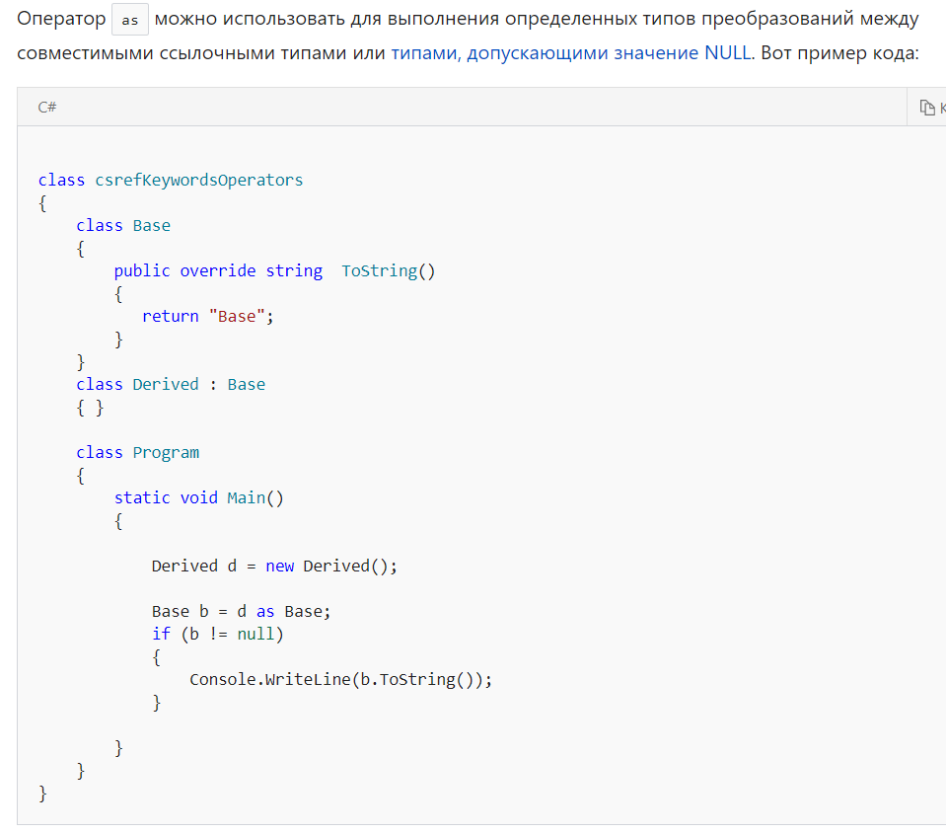 Оператор as можно использовать для выполнения определенных типов преобразований между
совместимыми ссылочными типами или типами, допускающими значение NULL. Вот пример кода:
C#
class csrefKeywordsOperators
{
    class Base
    {
        public override string  ToString()
        {
           return "Base";
        }
    }
    class Derived : Base
    { }
    class Program
    {
        static void Main()
        {
            Derived d = new Derived();
            Base b = d as Base;
            if (b != null)
            {
                Console.WriteLine(b.ToString());
            }
        }
    }
}